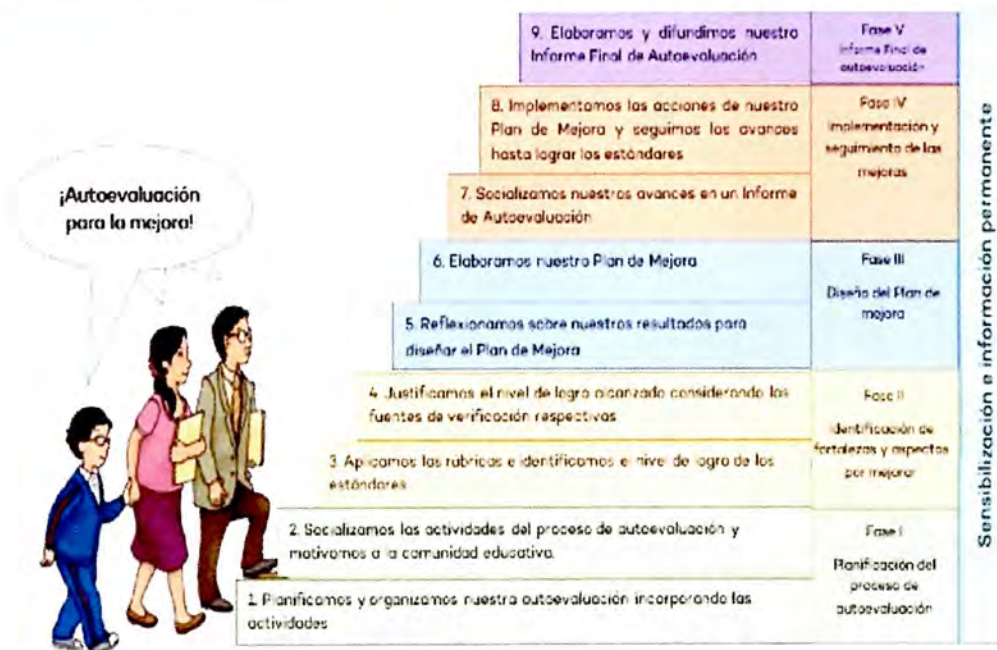 ¡Autoevaluación
para la mejora!
9. Elaboramos y difundimos nuestro
Informe Final de Autoevaluación
Fase V
Informe Final de
autoevaluación
8. Implementamos las acciones de nuestro
Plan de Mejora y seguimos los avances
hasta lograr los estándares
Fase IV
Implementación y
seguimiento de las
mejoras
7. Socializamos nuestros avances en un Informe
de Autoevaluación
6. Elaboramos nuestro Plan de Mejora
Fase III
Diseño del Plan de
mejora
5. Reflexionamos sobre nuestros resultados para
diseñar el Plan de Mejora
4. Justificamos el nivel de logro alcanzado considerando las
fuentes de verificación respectivas
Fase II
Identificación de
fortalezas y aspectos
por mejorar
3. Aplicamos las rúbricas e identificamos el nivel de logro de los
estándares
2. Socializamos las actividades del proceso de autoevaluación y
motivamos a la comunidad educativa.
Fase I
Planificación del
proceso de
autoevaluación
1. Planificamos y organizamos nuestra autoevaluación incorporando las
actividades
Sensibilización e información permanente